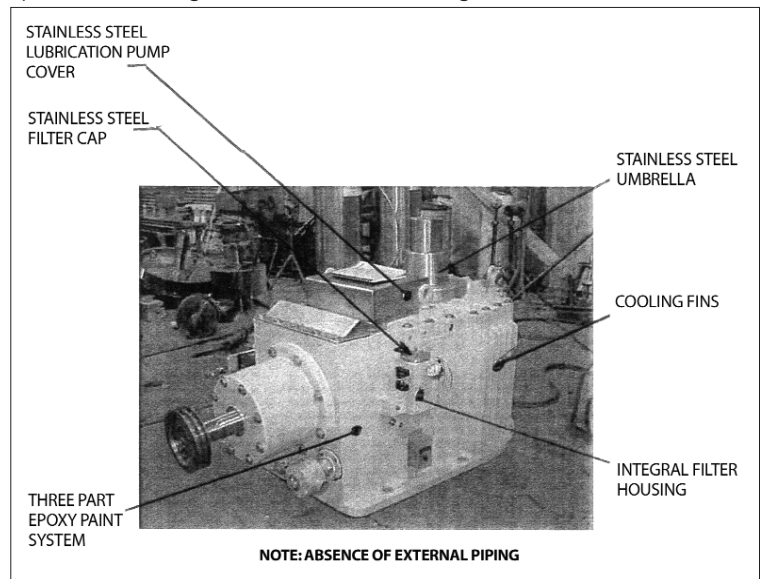 STAINLESS STEEL
LUBRICATION PUMP
COVER
STAINLESS STEEL
FILTER CAP
STAINLESS STEEL
UMBRELLA
COOLING FINS
INTEGRAL FILTER
HOUSING
THREE PART
EPOXY PAINT
SYSTEM
NOTE: ABSENCE OF EXTERNAL PIPING